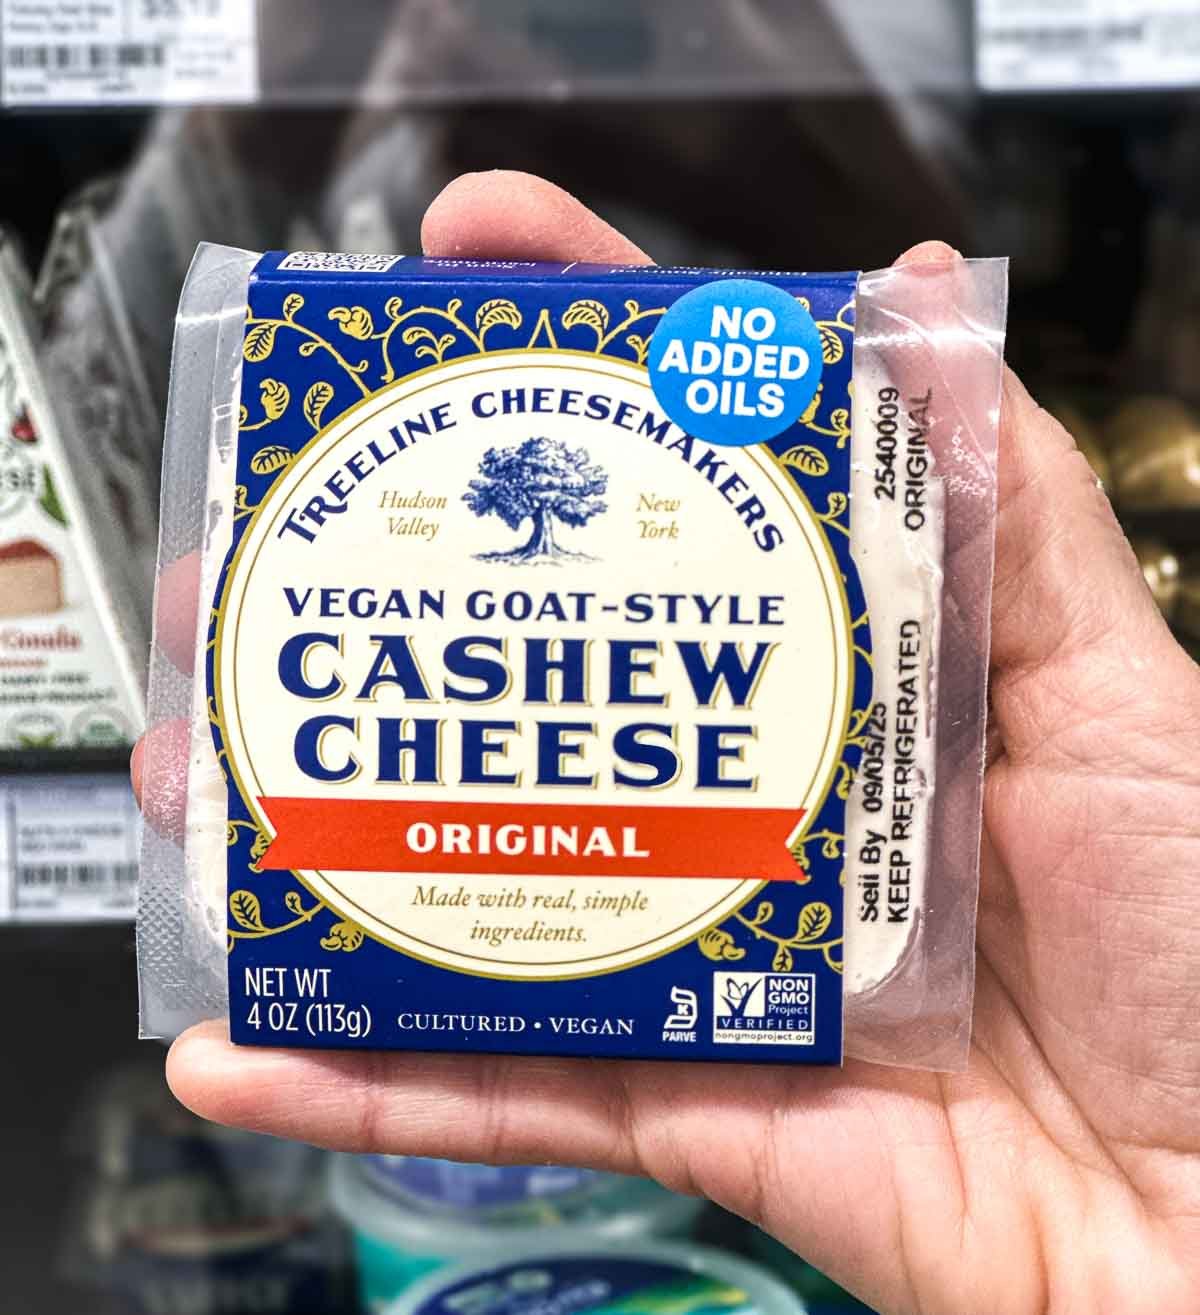 NO
ADDED
OILS
TREELINE CHEESEMAKERS
Hudson
Valley
New
York
VEGAN GOAT-STYLE
CASHEW
CHEESE
ORIGINAL
Made with real, simple
ingredients.
NET WT
4 OZ (113g)
CULTURED • VEGAN
K
PARVE
NON
GMO
Project
VERIFIED
nongmoproject.org
2540009
ORIGINAL
Sell By 09/05/25
KEEP REFRIGERATED
Gouda